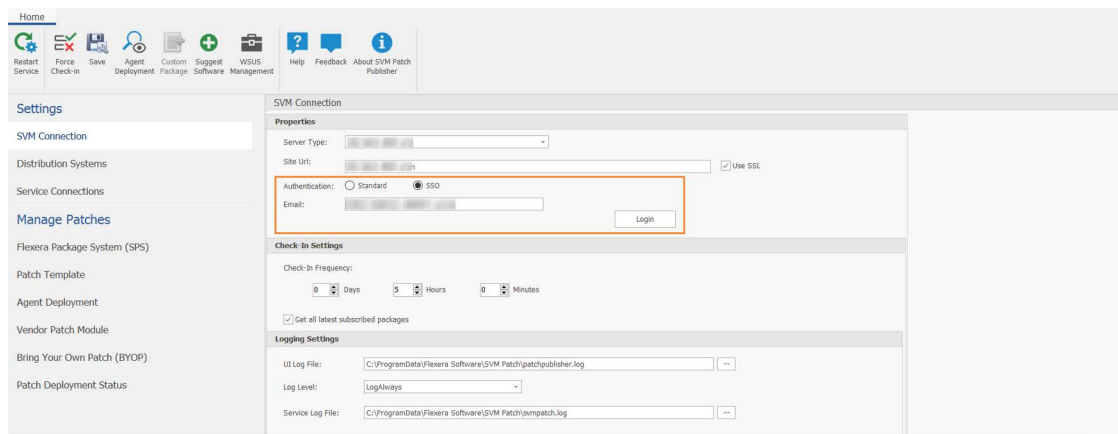 Home
Restart Service
Force Check-in
Save
Agent Deployment
Custom Package
Suggest Software
WSUS Management
Help
Feedback
About SVM Patch Publisher
Settings
SVM Connection
Distribution Systems
Service Connections
Manage Patches
Flexera Package System (SPS)
Patch Template
Agent Deployment
Vendor Patch Module
Bring Your Own Patch (BYOP)
Patch Deployment Status
SVM Connection
Properties
Server Type:
Site Url: Use SSL
Authentication: Standard SSO
Email:
Login
Check-In Settings
Check-In Frequency:
0 Days 5 Hours 0 Minutes
Get all latest subscribed packages
Logging Settings
UI Log File: C:\ProgramData\Flexera Software\SVM Patch\patchpublisher.log ...
Log Level: LogAlways
Service Log File: C:\ProgramData\Flexera Software\SVM Patch\svmpatch.log ...